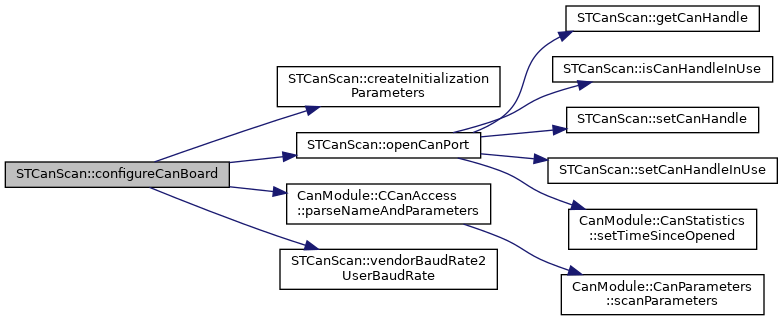 STCanScan::configureCanBoard
STCanScan::createInitialization
Parameters
STCanScan::openCanPort
CanModule::CCanAccess
::parseNameAndParameters
STCanScan::vendorBaudRate2
UserBaudRate
STCanScan::getCanHandle
STCanScan::isCanHandleInUse
STCanScan::setCanHandle
STCanScan::setCanHandleInUse
CanModule::CanStatistics
::setTimeSinceOpened
CanModule::CanParameters
::scanParameters